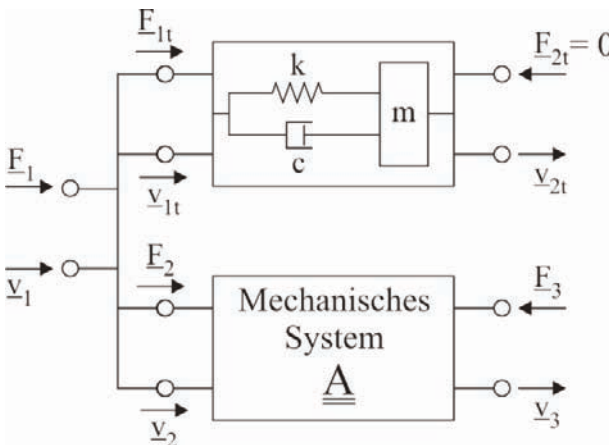 F1t
F2t = 0
k
m
c
v1t
v2t
F1
v1
F2
F3
Mechanisches
System
A
v2
v3